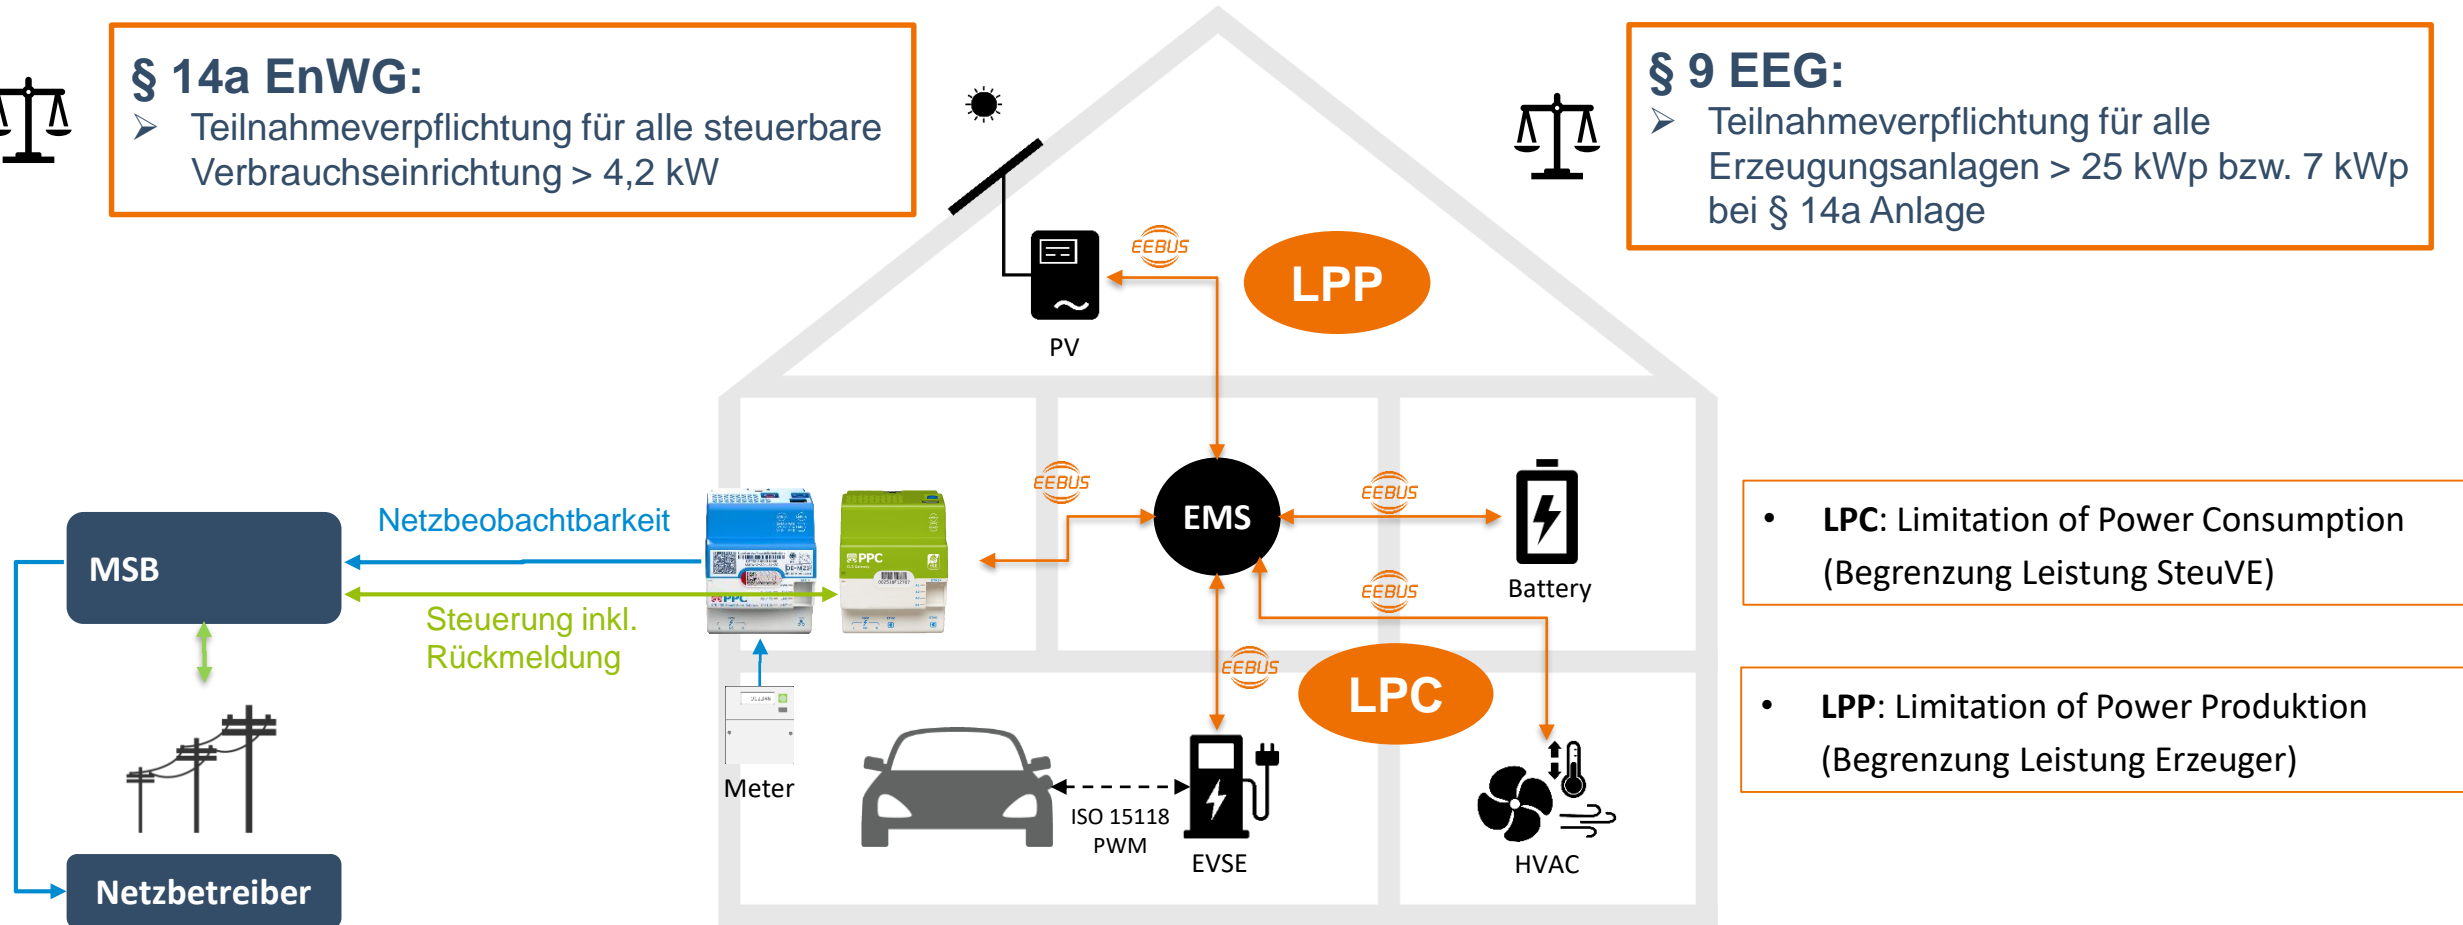 § 14a EnWG:
➢ Teilnahmeverpflichtung für alle steuerbare
Verbrauchseinrichtung > 4,2 kW
§ 9 EEG:
➢ Teilnahmeverpflichtung für alle
Erzeugungsanlagen > 25 kWp bzw. 7 kWp
bei § 14a Anlage
EEBUS
LPP
PV
EEBUS
EMS
EEBUS
Battery
EEBUS
EEBUS
LPC
MSB
Netzbeobachtbarkeit
Steuerung inkl.
Rückmeldung
PPC
PPC
Meter
ISO 15118
PWM
EVSE
HVAC
Netzbetreiber
• LPC: Limitation of Power Consumption
(Begrenzung Leistung SteuVE)
• LPP: Limitation of Power Produktion
(Begrenzung Leistung Erzeuger)